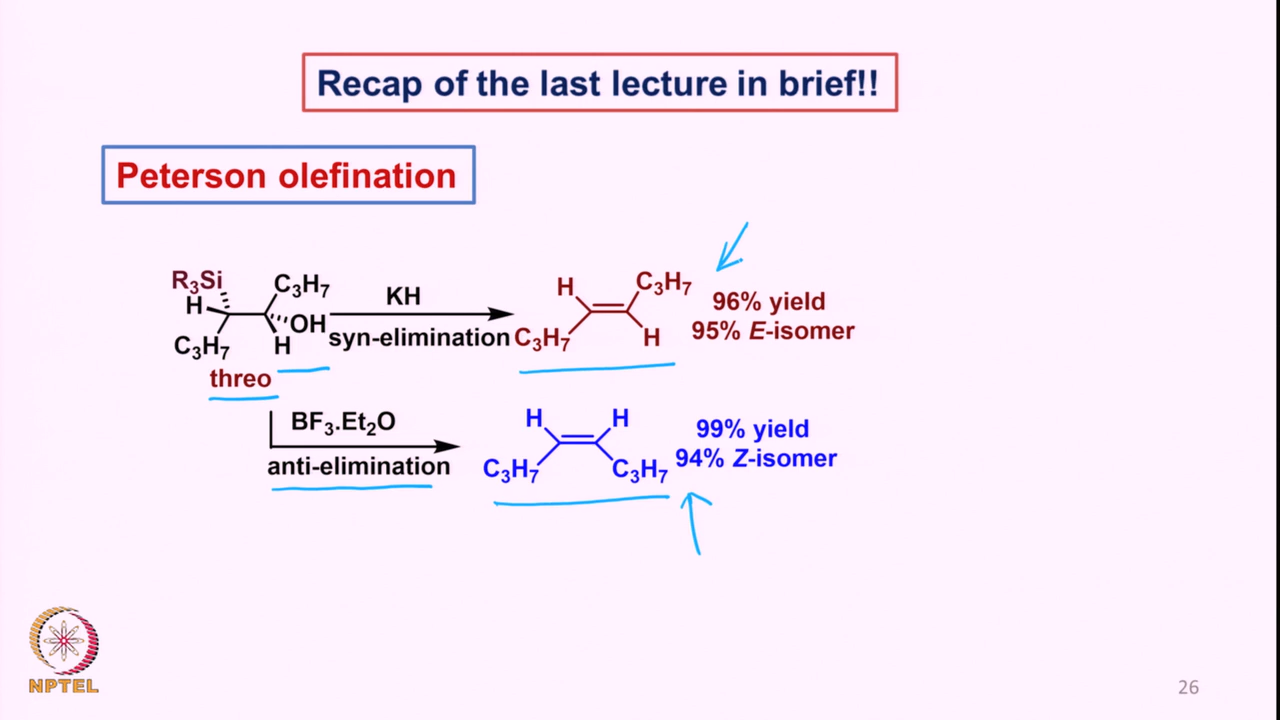 Recap of the last lecture in brief!!
Peterson olefination
R₃Si
H
C₃H₇
C₃H₇
OH
H
threo
KH
syn-elimination
H
C₃H₇
C₃H₇
H
96% yield
95% E-isomer
BF₃.Et₂O
anti-elimination
H
H
C₃H₇
C₃H₇
99% yield
94% Z-isomer
NPTEL
26